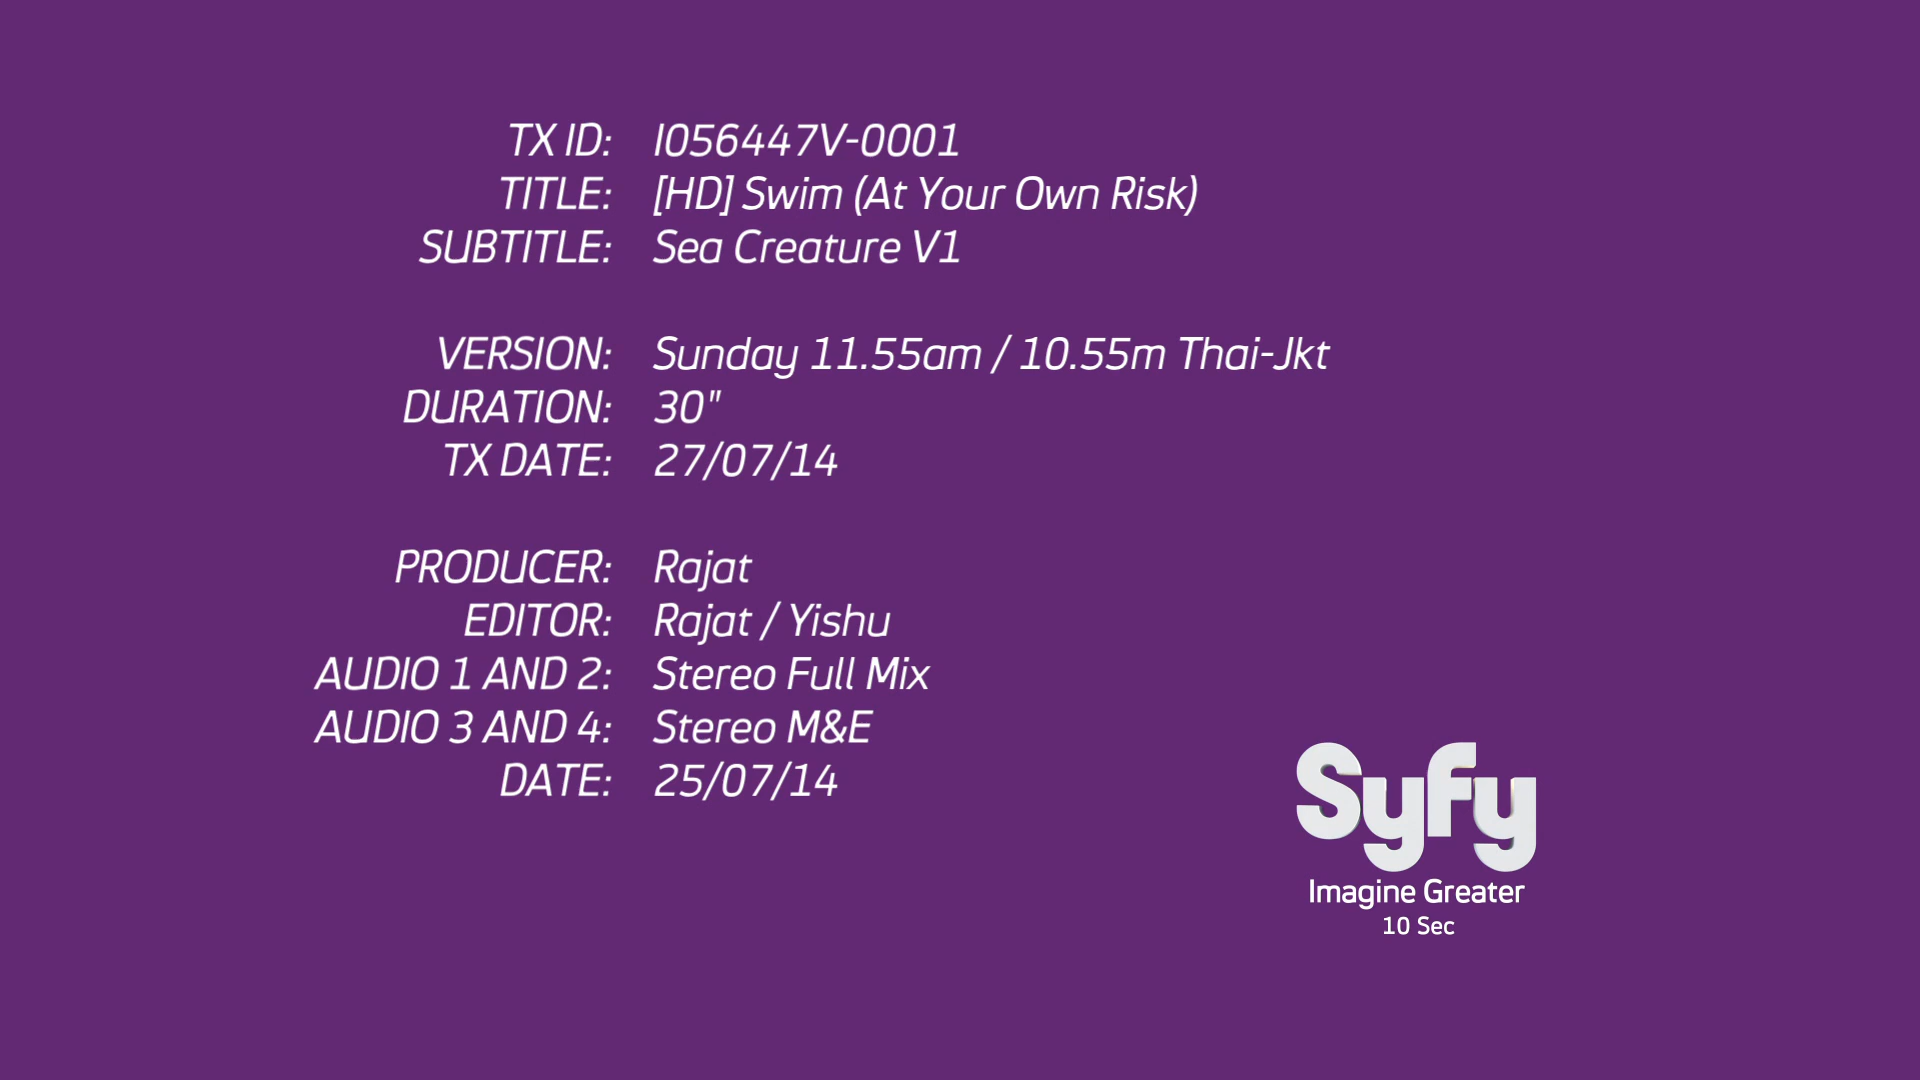 TX ID: I056447V-0001
TITLE: [HD] Swim (At Your Own Risk)
SUBTITLE: Sea Creature V1
VERSION: Sunday 11.55am / 10.55m Thai-Jkt
DURATION: 30"
TX DATE: 27/07/14
PRODUCER: Rajat
EDITOR: Rajat / Yishu
AUDIO 1 AND 2: Stereo Full Mix
AUDIO 3 AND 4: Stereo M&E
DATE: 25/07/14
Syfy
Imagine Greater
10 Sec